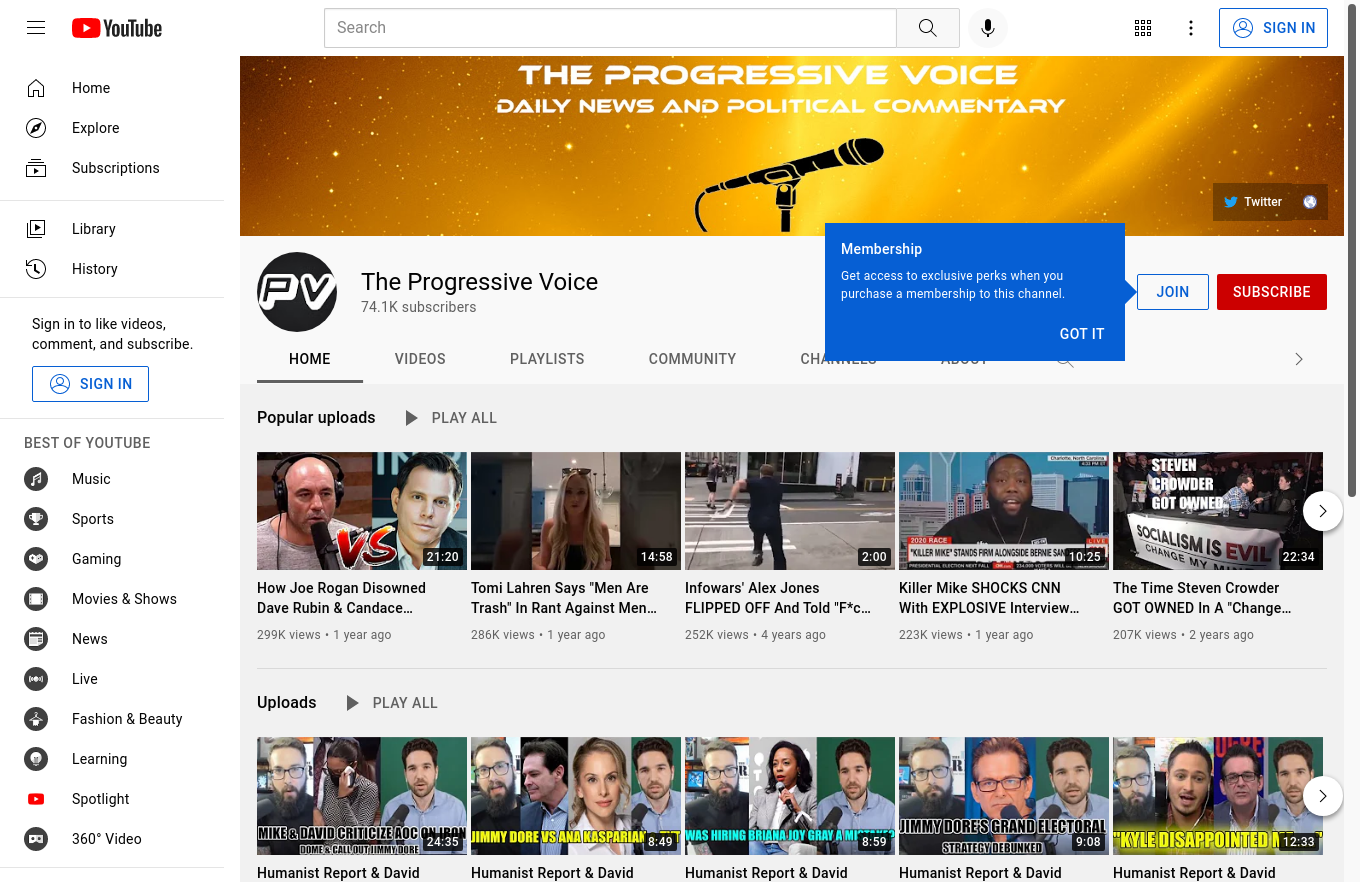 YouTube
Search
SIGN IN
Home
Explore
Subscriptions
Library
History
Sign in to like videos,
comment, and subscribe.
SIGN IN
BEST OF YOUTUBE
Music
Sports
Gaming
Movies & Shows
News
Live
Fashion & Beauty
Learning
Spotlight
360° Video
THE PROGRESSIVE VOICE
DAILY NEWS AND POLITICAL COMMENTARY
Twitter
PV
The Progressive Voice
74.1K subscribers
Membership
Get access to exclusive perks when you
purchase a membership to this channel.
GOT IT
JOIN
SUBSCRIBE
HOME
VIDEOS
PLAYLISTS
COMMUNITY
CHANNELS
ABOUT
Popular uploads
PLAY ALL
VS
21:20
How Joe Rogan Disowned
Dave Rubin & Candace…
299K views • 1 year ago
14:58
Tomi Lahren Says "Men Are
Trash" In Rant Against Men…
286K views • 1 year ago
2:00
Infowars' Alex Jones
FLIPPED OFF And Told "F*c…
252K views • 4 years ago
Charlotte, North Carolina
2020 RACE
LIVE
"KILLER MIKE" STANDS FIRM ALONGSIDE BERNIE SAN
10:25
Killer Mike SHOCKS CNN
With EXPLOSIVE Interview…
223K views • 1 year ago
STEVEN
CROWDER
GOT OWNED
SOCIALISM IS EVIL
CHANGE MY
22:34
The Time Steven Crowder
GOT OWNED In A "Change…
207K views • 2 years ago
Uploads
PLAY ALL
MIKE & DAVID CRITICIZE AOC ON IRON
DOME & CALL OUT JIMMY DORE
24:35
Humanist Report & David
JIMMY DORE VS ANA KASPARIAN
8:49
Humanist Report & David
WAS HIRING BRIANA JOY GRAY A MISTAKE?
8:59
Humanist Report & David
JIMMY DORES GRAND ELECTORAL
STRATEGY DEBUNKED
9:08
Humanist Report & David
"KYLE DISAPPOINTED
12:33
Humanist Report & David